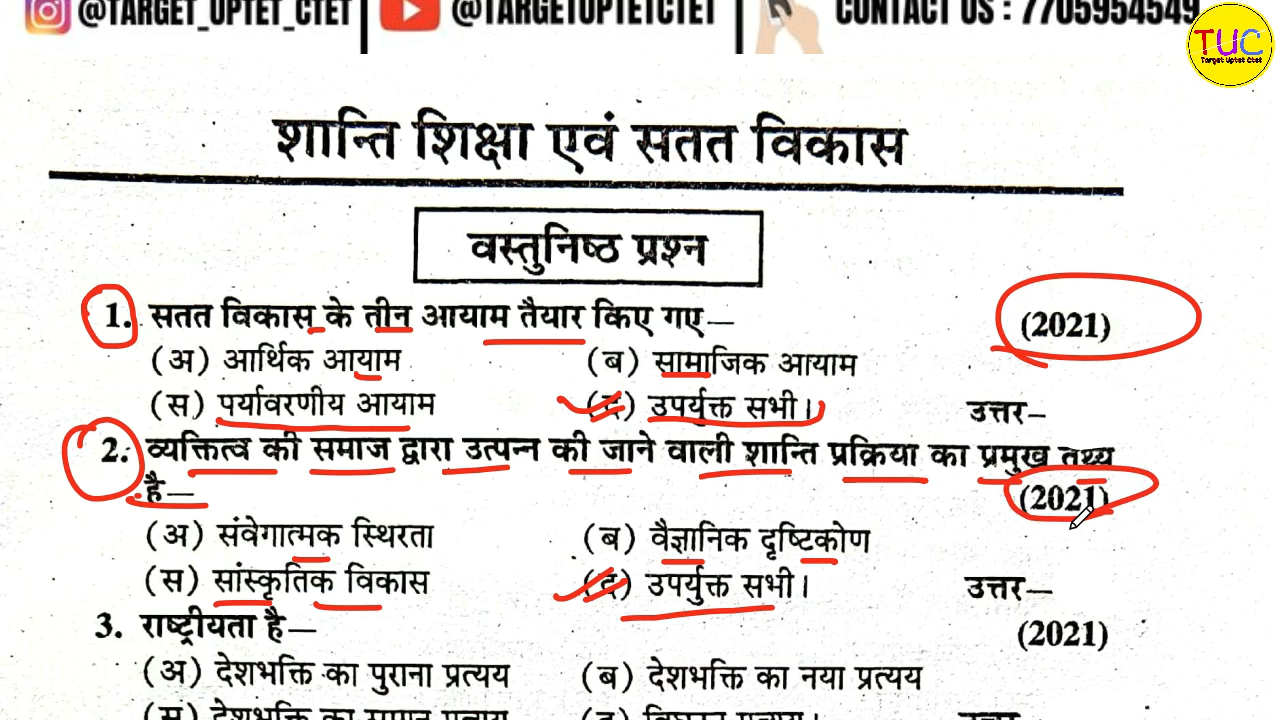 @TARGET_UPTET_CTET @TARGETUPTETCTET CONTACT US : 7705954549
TUC
Target Uptet Ctet
शान्ति शिक्षा एवं सतत विकास
वस्तुनिष्ठ प्रश्न
1. सतत विकास के तीन आयाम तैयार किए गए— (2021)
(अ) आर्थिक आयाम (ब) सामाजिक आयाम
(स) पर्यावरणीय आयाम (द) उपर्युक्त सभी। उत्तर–
2. व्यक्तित्व की समाज द्वारा उत्पन्न की जाने वाली शान्ति प्रक्रिया का प्रमुख तथ्य
है— (2021)
(अ) संवेगात्मक स्थिरता (ब) वैज्ञानिक दृष्टिकोण
(स) सांस्कृतिक विकास (द) उपर्युक्त सभी। उत्तर—
3. राष्ट्रीयता है— (2021)
(अ) देशभक्ति का पुराना प्रत्यय (ब) देशभक्ति का नया प्रत्यय